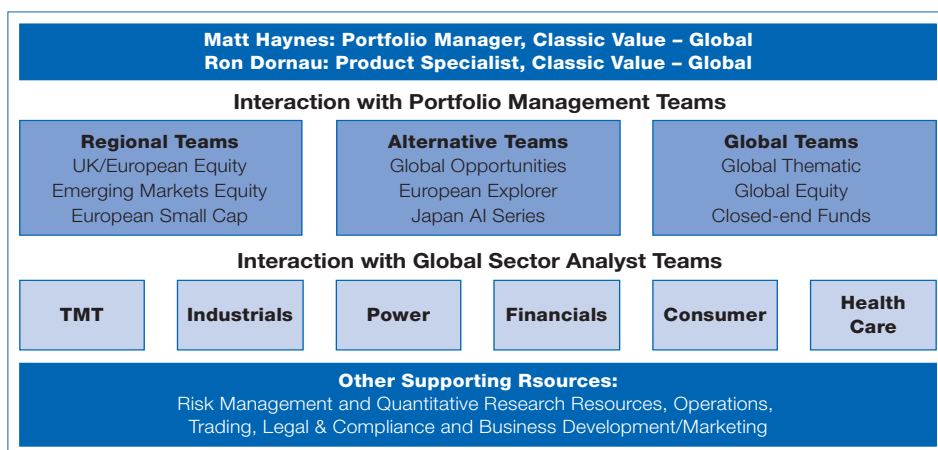 Matt Haynes: Portfolio Manager, Classic Value – Global
Ron Dornau: Product Specialist, Classic Value – Global
Interaction with Portfolio Management Teams
Regional Teams
UK/European Equity
Emerging Markets Equity
European Small Cap
Alternative Teams
Global Opportunities
European Explorer
Japan AI Series
Global Teams
Global Thematic
Global Equity
Closed-end Funds
Interaction with Global Sector Analyst Teams
TMT
Industrials
Power
Financials
Consumer
Health
Care
Other Supporting Rsources:
Risk Management and Quantitative Research Resources, Operations,
Trading, Legal & Compliance and Business Development/Marketing